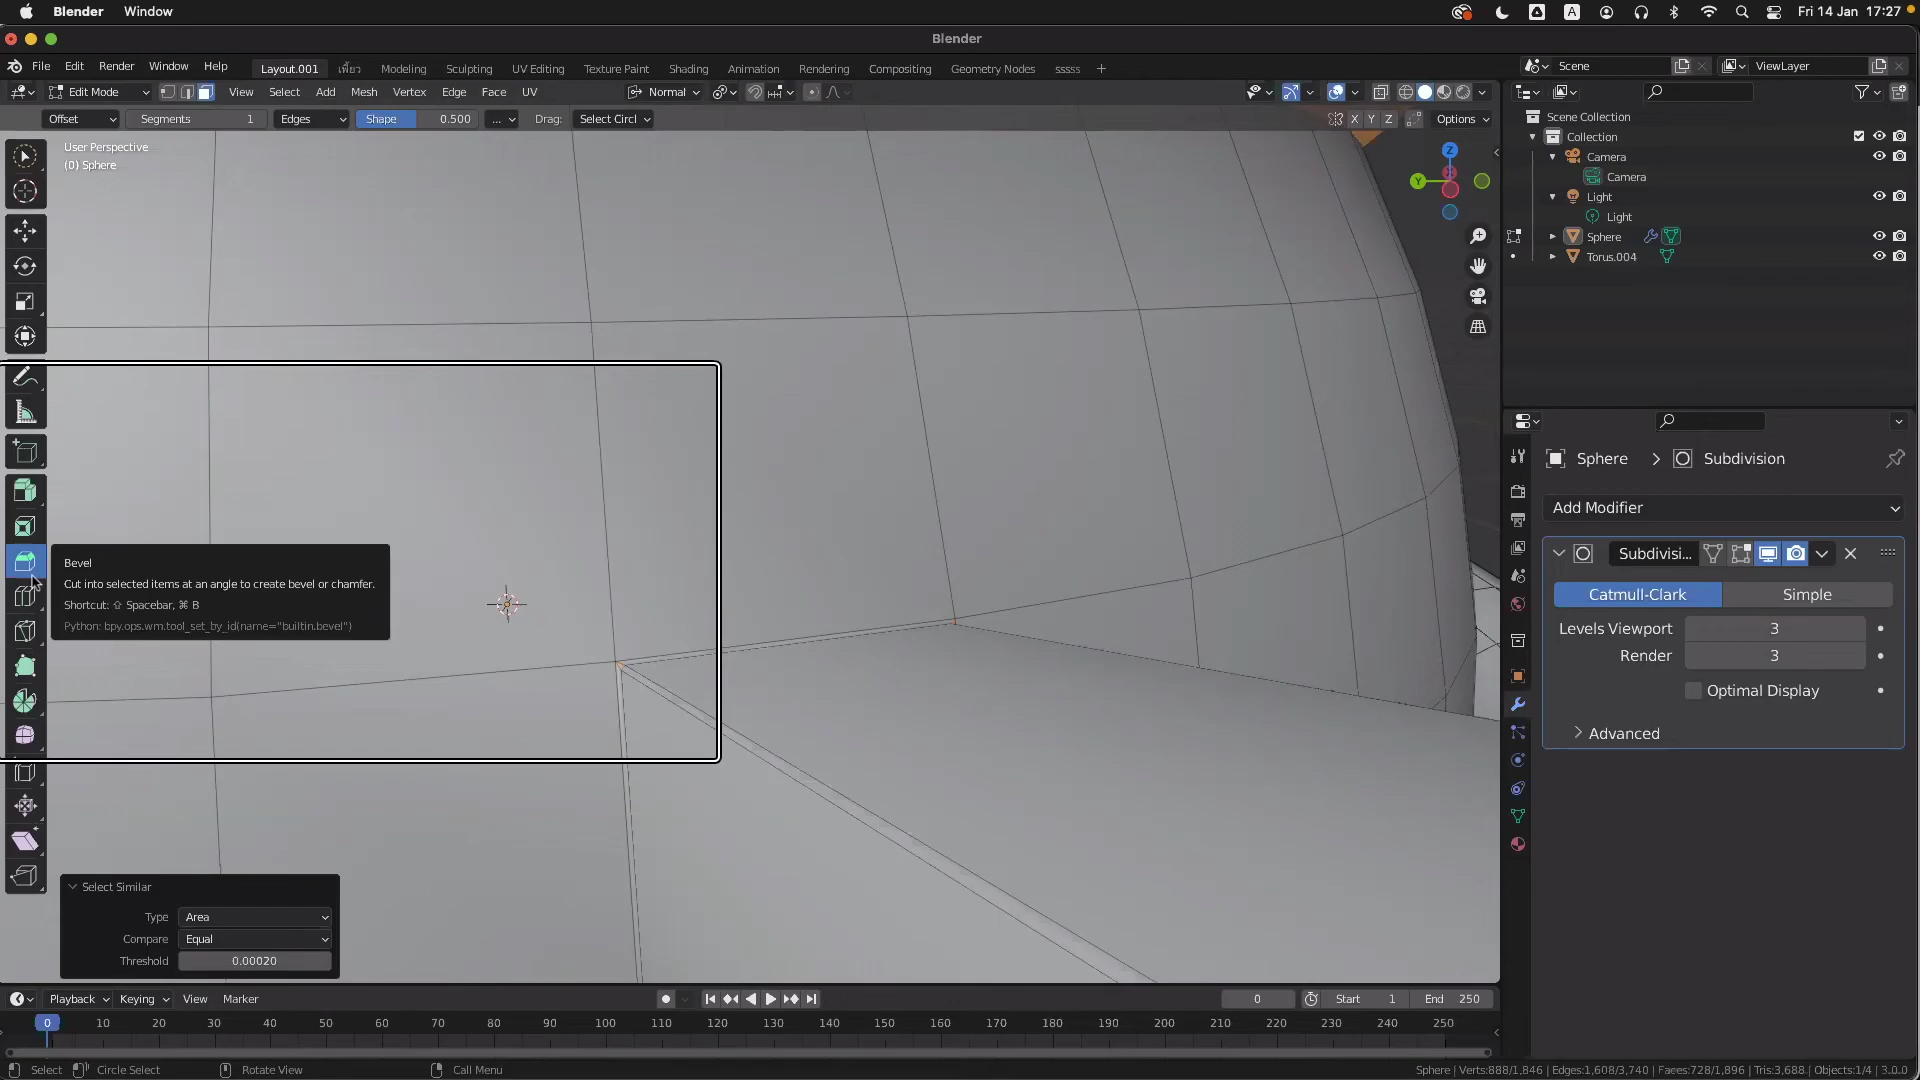 Blender Window
Fri 14 Jan 17:27
Blender
File Edit Render Window Help
Layout.001 เพี้ยว Modeling Sculpting UV Editing Texture Paint Shading Animation Rendering Compositing Geometry Nodes sssss +
Scene ViewLayer
Edit Mode View Select Add Mesh Vertex Edge Face UV
Normal
Offset Segments 1 Edges Shape 0.500 ... Drag: Select Circl
X Y Z Options
User Perspective
(0) Sphere
Z
Y
Scene Collection
Collection
Camera
Camera
Light
Light
Sphere
Torus.004
Sphere > Subdivision
Add Modifier
Subdivisi...
Catmull-Clark Simple
Levels Viewport 3
Render 3
Optimal Display
Advanced
Bevel
Cut into selected items at an angle to create bevel or chamfer.
Shortcut: ⇧ Spacebar, ⌘ B
Python: bpy.ops.wm.tool_set_by_id(name="builtin.bevel")
Select Similar
Type Area
Compare Equal
Threshold 0.00020
Playback Keying View Marker
0 Start 1 End 250
0 10 20 30 40 50 60 70 80 90 100 110 120 130 140 150 160 170 180 190 200 210 220 230 240 250
Select Circle Select Rotate View Call Menu
Sphere | Verts:888/1,846 | Edges:1,608/3,740 | Faces:728/1,896 | Tris:3,688 | Objects:1/4 | 3.0.0